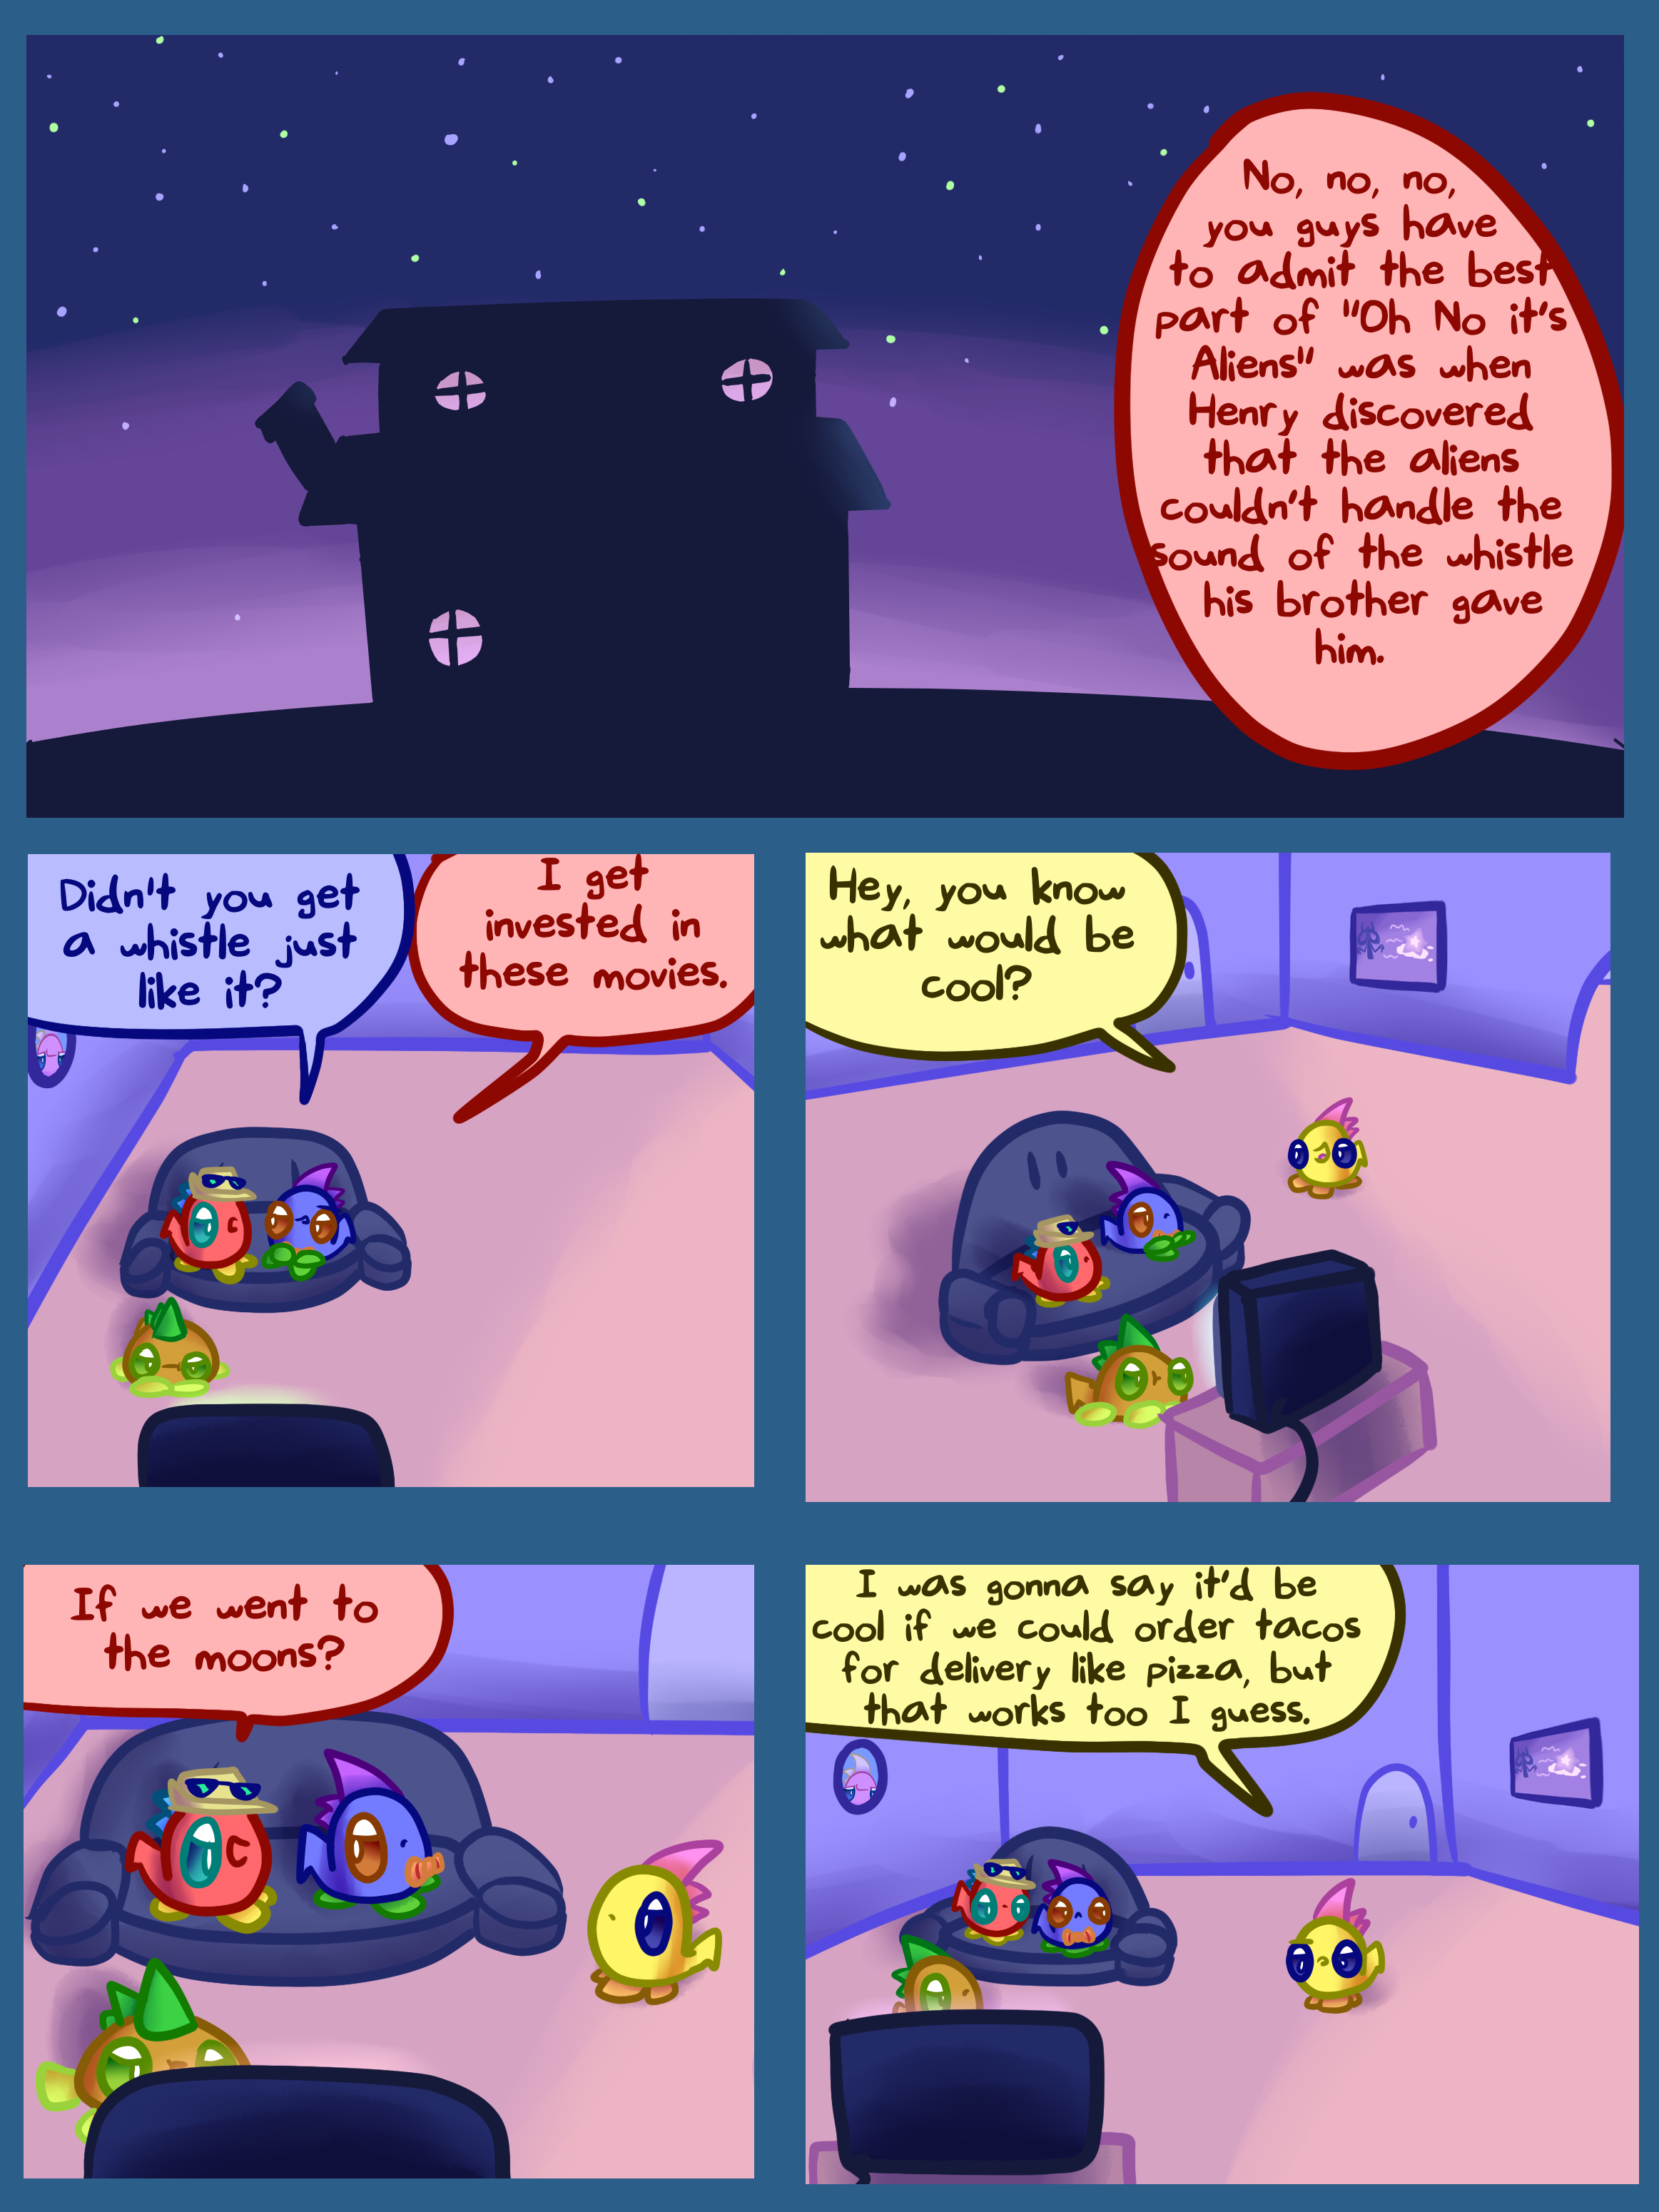 No, no, no,
you guys have
to admit the best
part of "Oh No it's
Aliens" was when
Henry discovered
that the aliens
couldn't handle the
sound of the whistle
his brother gave
him.
Didn't you get
a whistle just
like it?
I get
invested in
these movies.
Hey, you know
what would be
cool?
If we went to
the moons?
I was gonna say it'd be
cool if we could order tacos
for delivery like pizza, but
that works too I guess.